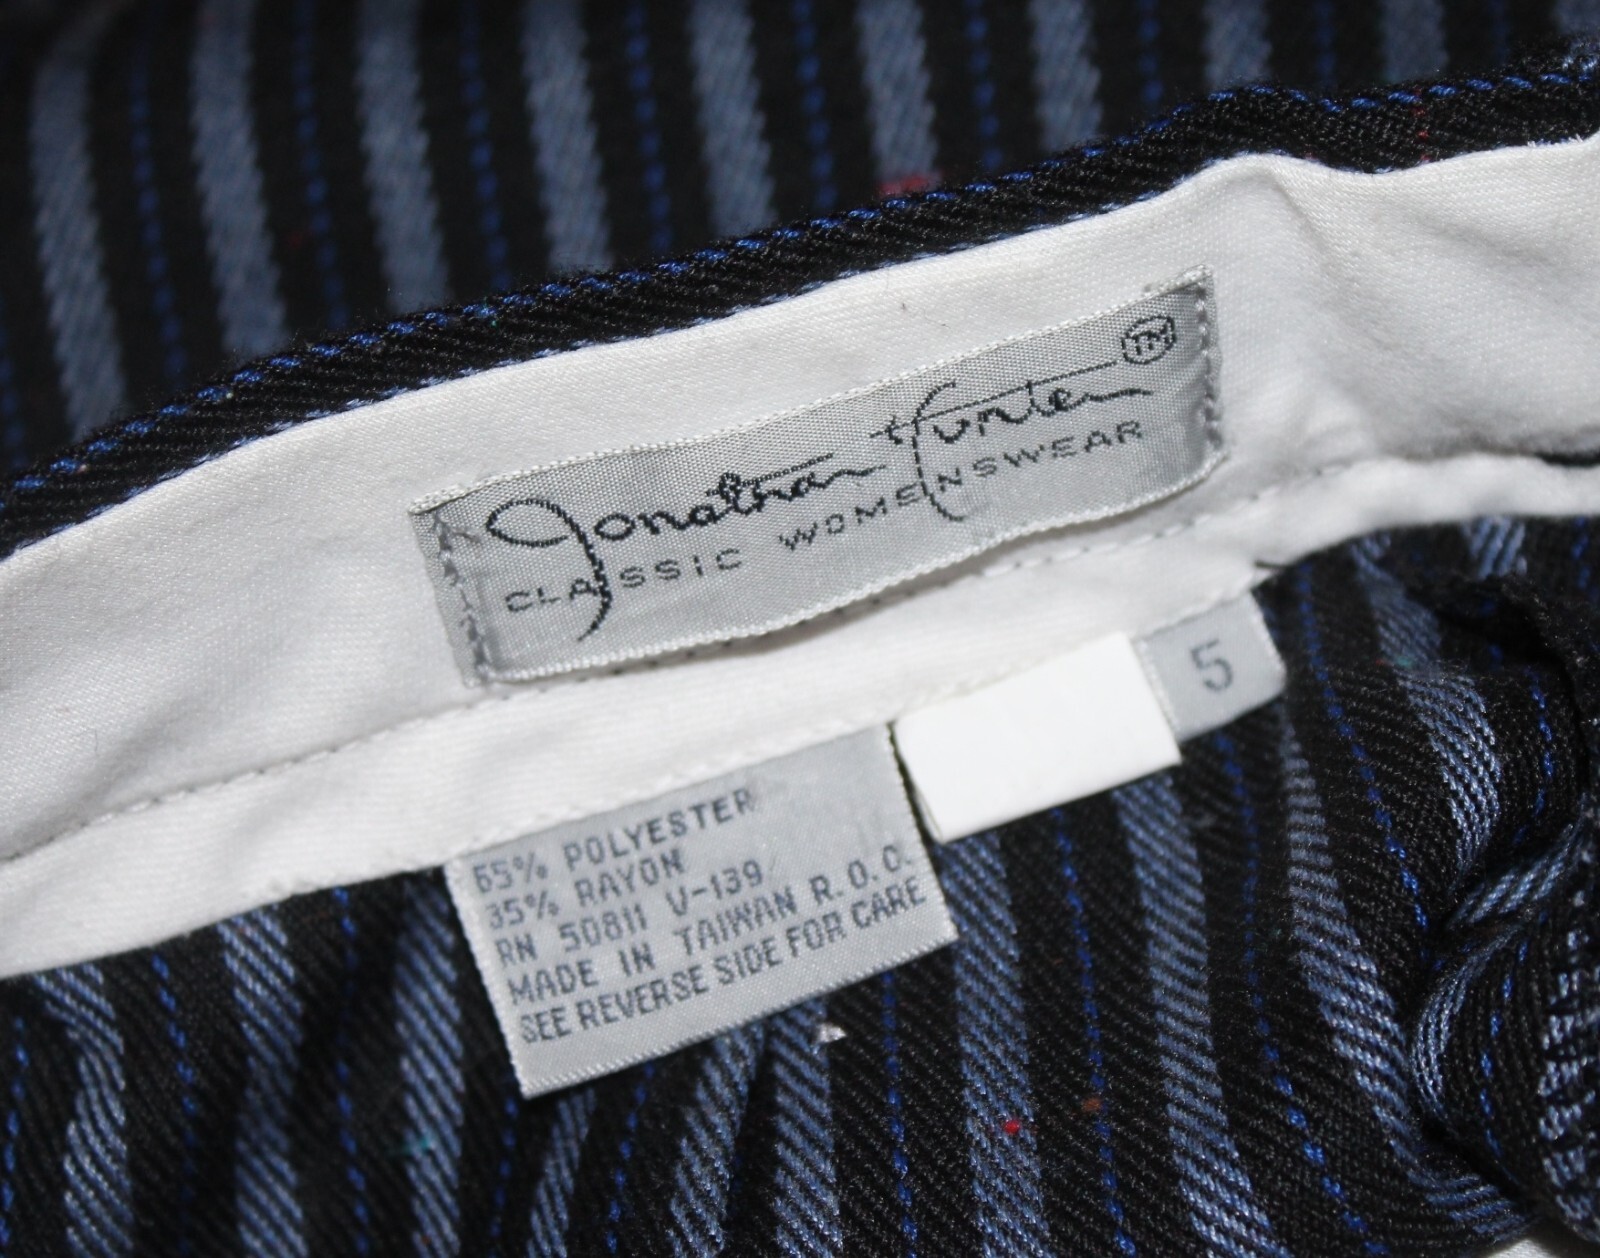 Jonathan Hunter TM
CLASSIC WOMENSWEAR
5
65% POLYESTER
35% RAYON
RN 50811 V-139
MADE IN TAIWAN R.O.C.
SEE REVERSE SIDE FOR CARE